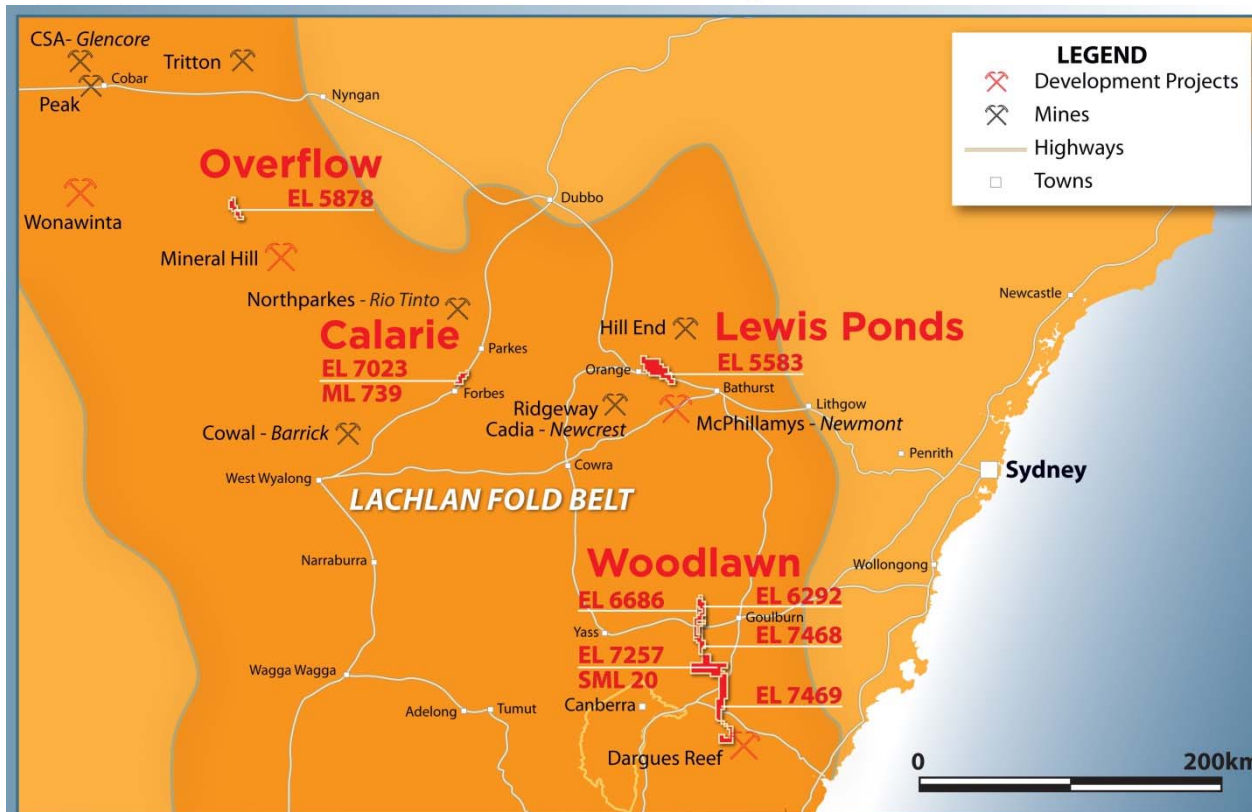 CSA- Glencore
Tritton
Cobar
Peak
Nyngan
LEGEND
Development Projects
Mines
Highways
Towns
Overflow
EL 5878
Wonawinta
Dubbo
Mineral Hill
Northparkes - Rio Tinto
Newcastle
Calarie
EL 7023
ML 739
Parkes
Forbes
Hill End
Lewis Ponds
EL 5583
Orange
Bathurst
Ridgeway
Cadia - Newcrest
McPhillamys - Newmont
Lithgow
Cowal - Barrick
Penrith
Cowra
Sydney
West Wyalong
LACHLAN FOLD BELT
Narraburra
Woodlawn
Wollongong
EL 6686
EL 6292
Goulburn
Yass
EL 7468
EL 7257
SML 20
Wagga Wagga
EL 7469
Canberra
Adelong
Tumut
Dargues Reef
0
200km